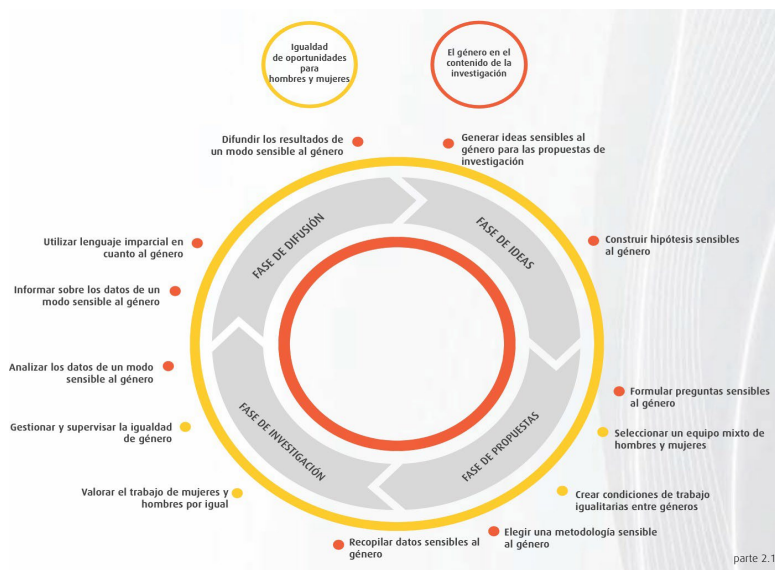 Igualdad
de oportunidades
para
hombres y mujeres
El género en el
contenido de la
investigación
Difundir los resultados de
un modo sensible al género
Generar ideas sensibles al
género para las propuestas de
investigación
Utilizar lenguaje imparcial en
cuanto al género
FASE DE DIFUSIÓN
FASE DE IDEAS
Construir hipótesis sensibles
al género
Informar sobre los datos de un
modo sensible al género
Analizar los datos de un modo
sensible al género
Formular preguntas sensibles
al género
Gestionar y supervisar la igualdad
de género
FASE DE INVESTIGACIÓN
FASE DE PROPUESTAS
Seleccionar un equipo mixto de
hombres y mujeres
Valorar el trabajo de mujeres y
hombres por igual
Crear condiciones de trabajo
igualitarias entre géneros
Recopilar datos sensibles al
género
Elegir una metodología sensible
al género
parte 2.1